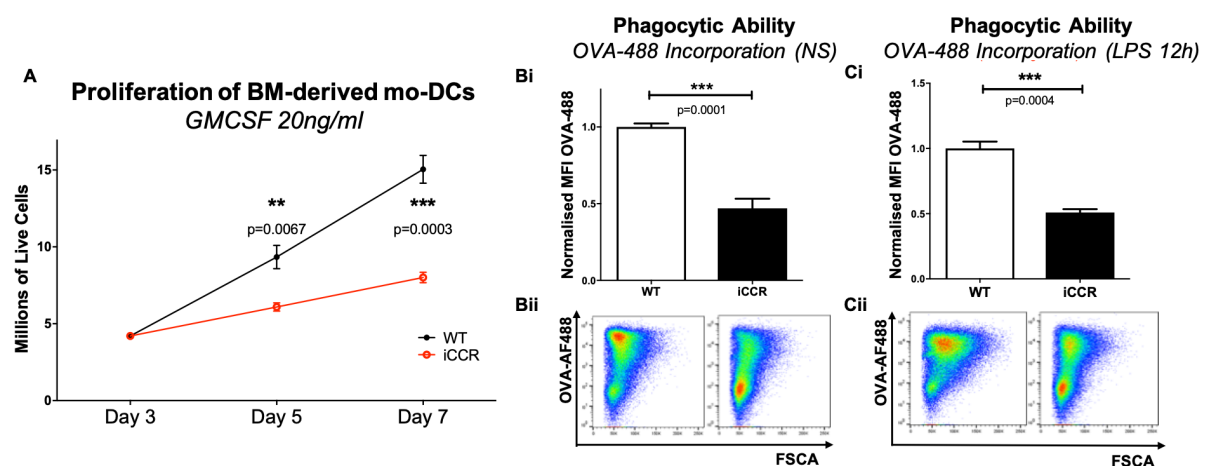 A
Proliferation of BM-derived mo-DCs
GMCSF 20ng/ml
Millions of Live Cells
15
10
5
0
**
p=0.0067
***
p=0.0003
WT
iCCR
Day 3
Day 5
Day 7
Phagocytic Ability
OVA-488 Incorporation (NS)
Bi
Normalised MFI OVA-488
1.0
0.5
0.0
***
p=0.0001
WT
iCCR
Bii
OVA-AF488
FSCA
Phagocytic Ability
OVA-488 Incorporation (LPS 12h)
Ci
Normalised MFI OVA-488
1.5
1.0
0.5
0.0
***
p=0.0004
WT
iCCR
Cii
OVA-AF488
FSCA